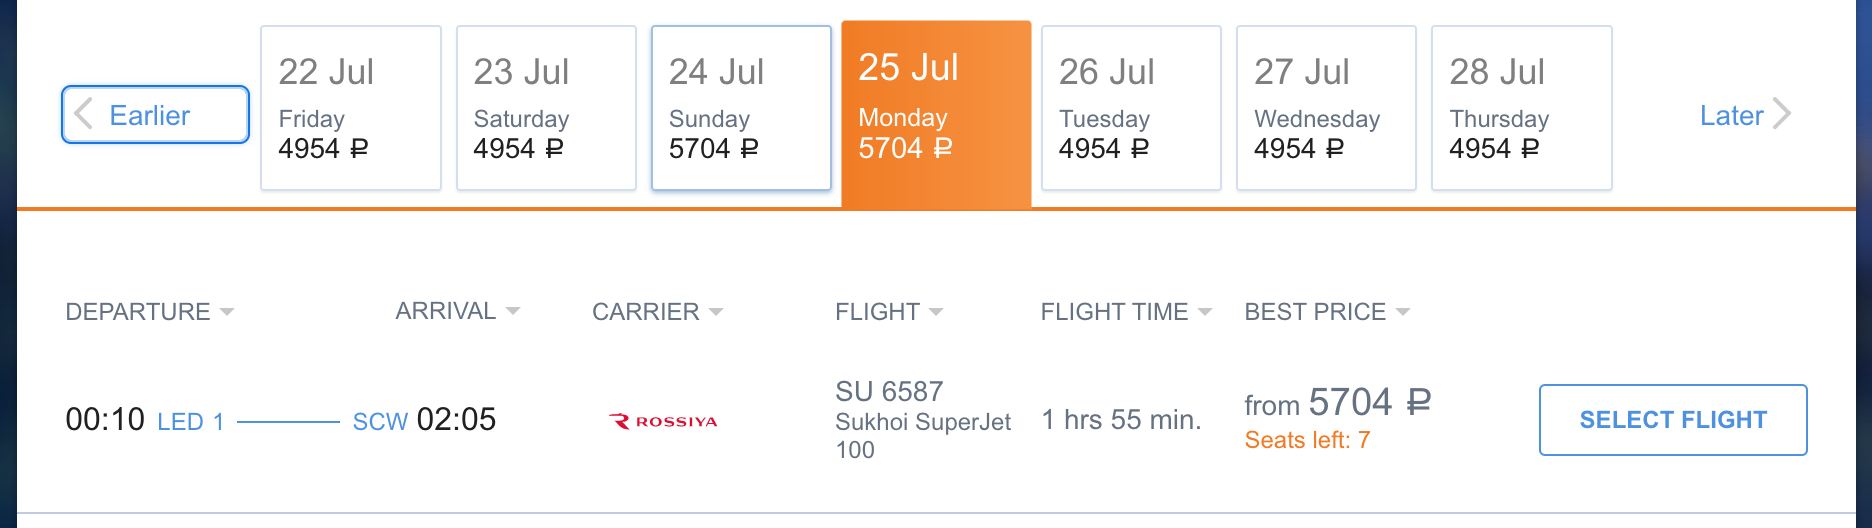 Earlier
22 Jul
Friday
4954 ₽
23 Jul
Saturday
4954 ₽
24 Jul
Sunday
5704 ₽
25 Jul
Monday
5704 ₽
26 Jul
Tuesday
4954 ₽
27 Jul
Wednesday
4954 ₽
28 Jul
Thursday
4954 ₽
Later
DEPARTURE ARRIVAL CARRIER FLIGHT FLIGHT TIME BEST PRICE
00:10 LED 1 SCW 02:05
ROSSIYA
SU 6587
Sukhoi SuperJet
100
1 hrs 55 min.
from 5704 ₽
Seats left: 7
SELECT FLIGHT